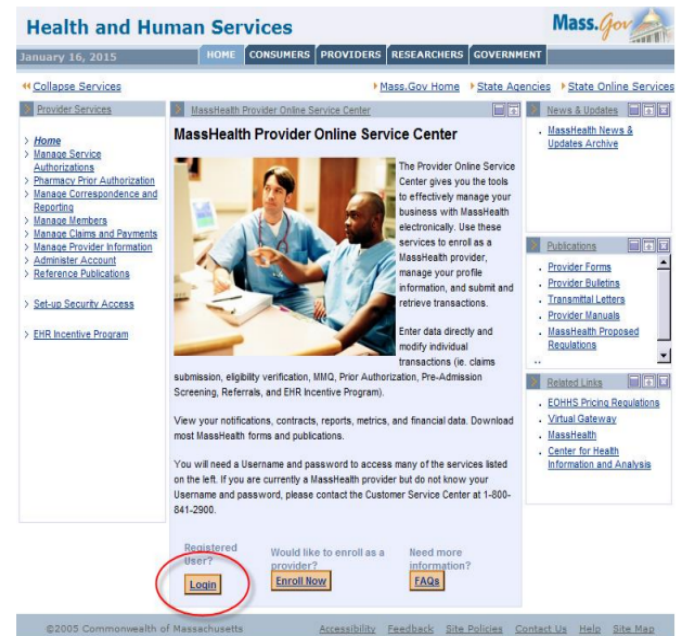 Health and Human Services
Mass.Gov
January 16, 2015
HOME
CONSUMERS
PROVIDERS
RESEARCHERS
GOVERNMENT
Collapse Services
Mass.Gov Home
State Agencies
State Online Services
Provider Services
Home
Manage Service
Authorizations
Pharmacy Prior Authorization
Manage Correspondence and
Reporting
Manage Members
Manage Claims and Payments
Manage Provider Information
Administer Account
Reference Publications
Set-up Security Access
EHR Incentive Program
MassHealth Provider Online Service Center
MassHealth Provider Online Service Center
The Provider Online Service
Center gives you the tools
to effectively manage your
business with MassHealth
electronically. Use these
services to enroll as a
MassHealth provider,
manage your profile
information, and submit and
retrieve transactions.
Enter data directly and
modify individual
transactions (ie. claims
submission, eligibility verification, MMQ, Prior Authorization, Pre-Admission
Screening, Referrals, and EHR Incentive Program).
View your notifications, contracts, reports, metrics, and financial data. Download
most MassHealth forms and publications.
You will need a Username and password to access many of the services listed
on the left. If you are currently a MassHealth provider but do not know your
Username and password, please contact the Customer Service Center at 1-800-
841-2900.
Registered
User?
Login
Would like to enroll as a
provider?
Enroll Now
Need more
information?
FAQs
News & Updates
MassHealth News &
Updates Archive
Publications
Provider Forms
Provider Bulletins
Transmittal Letters
Provider Manuals
MassHealth Proposed
Regulations
Related Links
EOHHS Pricing Regulations
Virtual Gateway
MassHealth
Center for Health
Information and Analysis
©2005 Commonwealth of Massachusetts
Accessibility
Feedback
Site Policies
Contact Us
Help
Site Map